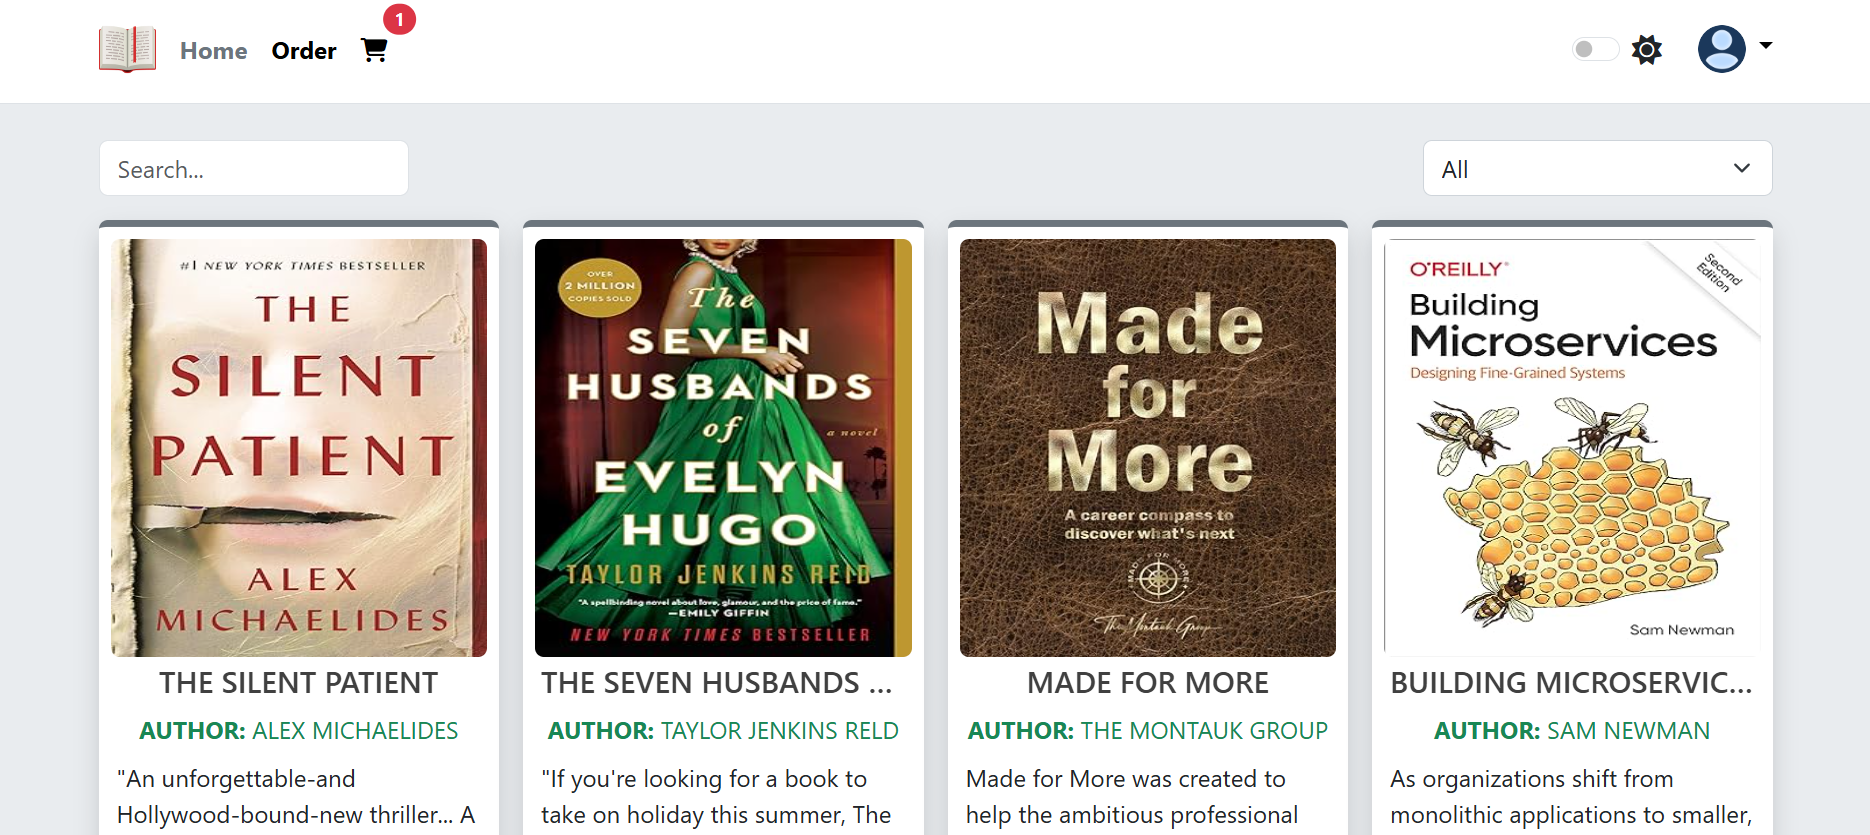 1
Home Order
Search...
All
#1 NEW YORK TIMES BESTSELLER
THE
SILENT
PATIENT
ALEX
MICHAELIDES
THE SILENT PATIENT
AUTHOR: ALEX MICHAELIDES
"An unforgettable-and
Hollywood-bound-new thriller... A
OVER
2 MILLION
COPIES SOLD
The
SEVEN
HUSBANDS
of
a novel
EVELYN
HUGO
TAYLOR JENKINS REID
"A spellbinding novel about love, glamour, and the price of fame."
—EMILY GIFFIN
NEW YORK TIMES BESTSELLER
THE SEVEN HUSBANDS ...
AUTHOR: TAYLOR JENKINS RELD
"If you're looking for a book to
take on holiday this summer, The
Made
for
More
A career compass to
discover what's next
MADE FOR MORE
The Montauk Group
MADE FOR MORE
AUTHOR: THE MONTAUK GROUP
Made for More was created to
help the ambitious professional
O'REILLY®
Second
Edition
Building
Microservices
Designing Fine-Grained Systems
Sam Newman
BUILDING MICROSERVIC...
AUTHOR: SAM NEWMAN
As organizations shift from
monolithic applications to smaller,